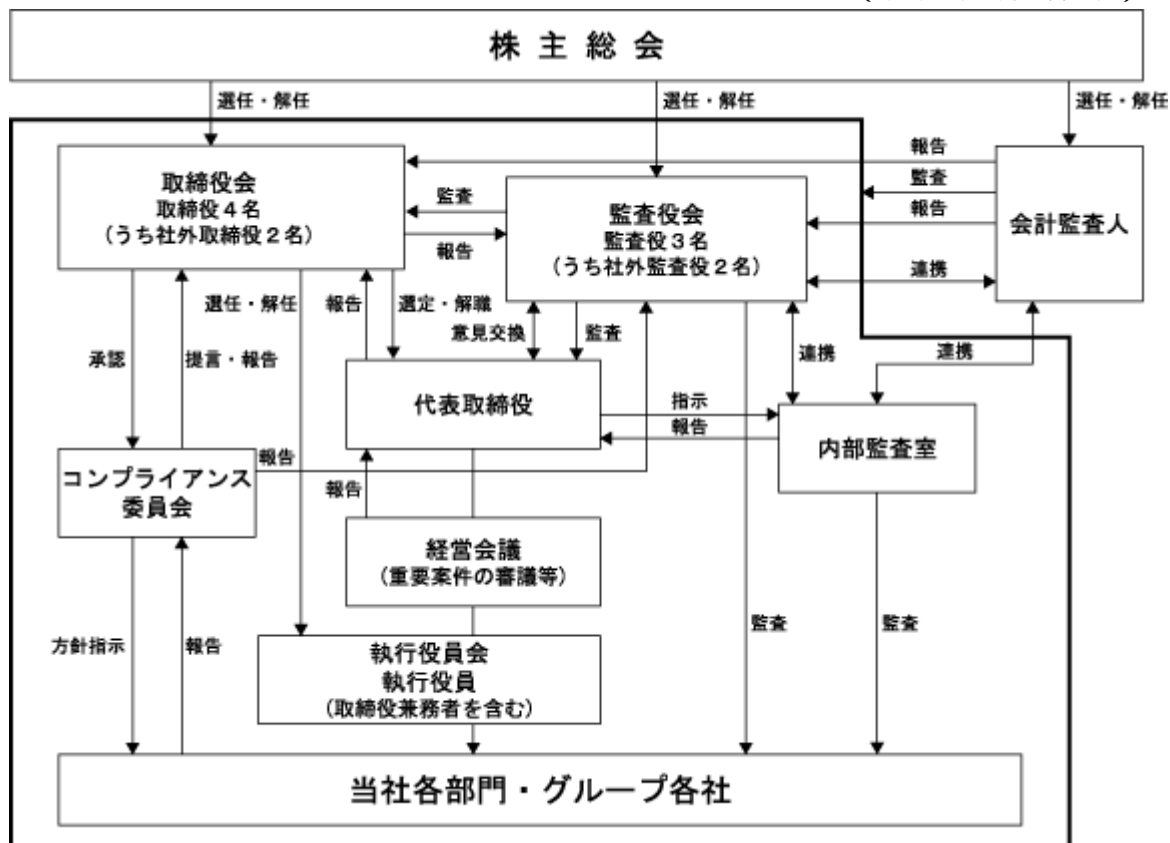 株主総会
選任・解任
選任・解任
選任・解任
取締役会
取締役４名
(うち社外取締役２名)
監査
報告
監査役会
監査役３名
(うち社外監査役２名)
報告
監査
報告
連携
会計監査人
選任・解任
報告
選定・解職
意見交換
監査
連携
連携
承認
提言・報告
代表取締役
指示
報告
内部監査室
コンプライアンス
委員会
報告
報告
経営会議
(重要案件の審議等)
方針指示
報告
執行役員会
執行役員
(取締役兼務者を含む)
監査
監査
当社各部門・グループ各社